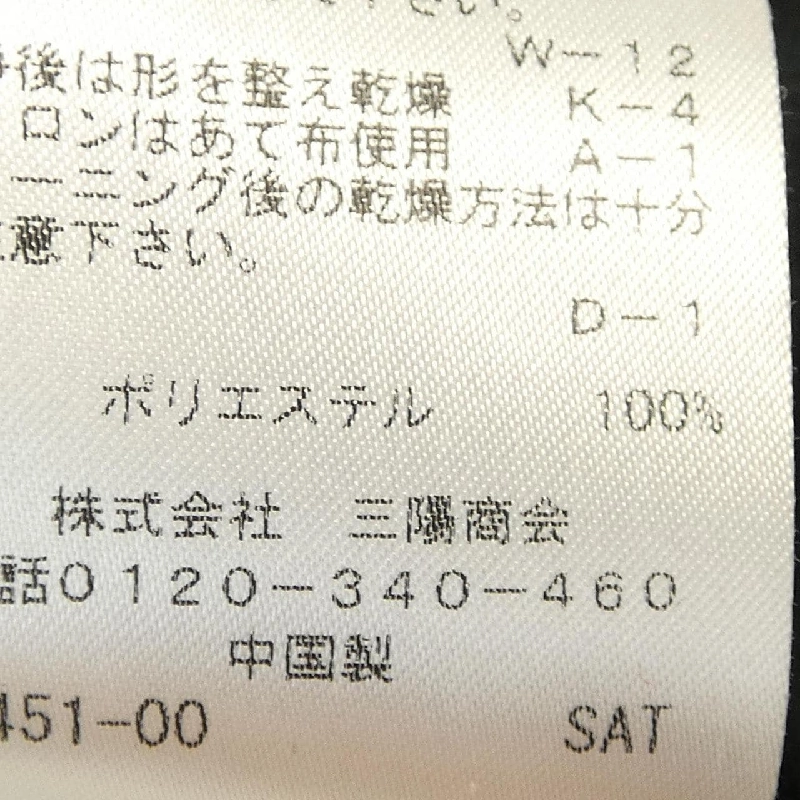 さい。
W－12
後は形を整え乾燥 K－4
ロンはあて布使用 A－1
ーニング後の乾燥方法は十分
意下さい。
D－1
ポリエステル 100%
株式会社 三陽商会
話0120－340－460
中国製
451－00 SAT